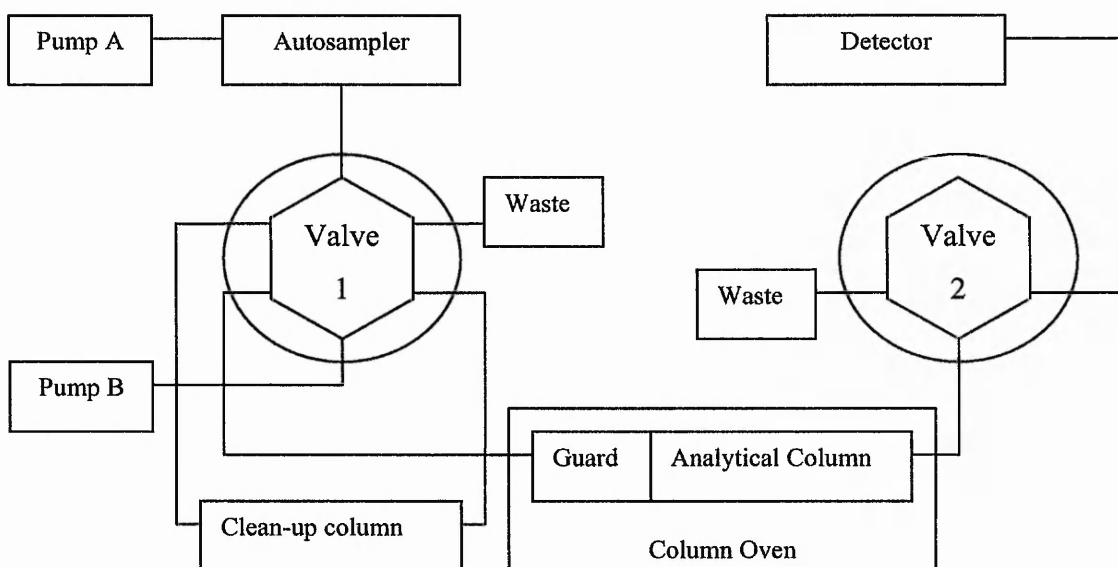 Pump A
Autosampler
Detector
Waste
Valve
1
Valve
2
Waste
Pump B
Guard
Analytical Column
Clean-up column
Column Oven